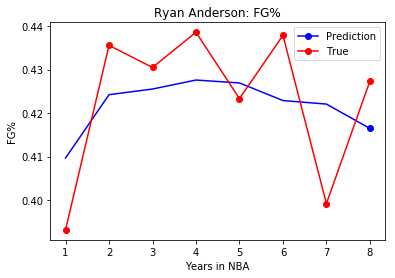 Ryan Anderson: FG%
0.44
0.43
0.42
0.41
0.40
FG%
Prediction
True
1 2 3 4 5 6 7 8
Years in NBA